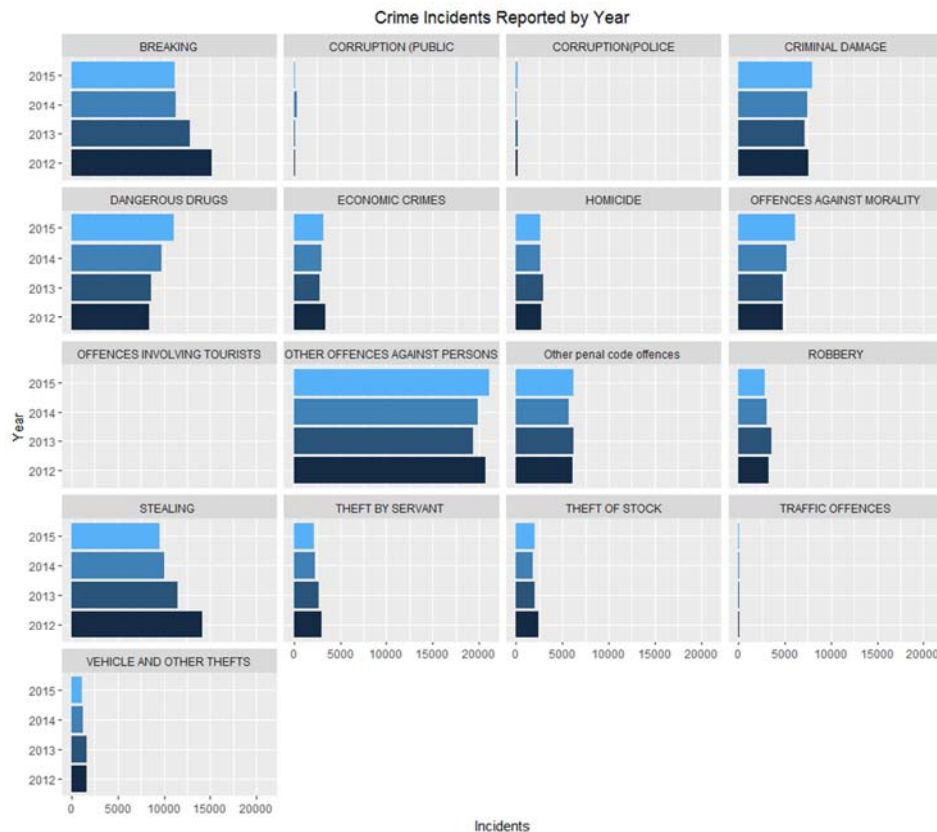 Crime Incidents Reported by Year
BREAKING
CORRUPTION (PUBLIC
CORRUPTION(POLICE
CRIMINAL DAMAGE
2015
2014
2013
2012
DANGEROUS DRUGS
ECONOMIC CRIMES
HOMICIDE
OFFENCES AGAINST MORALITY
2015
2014
2013
2012
OFFENCES INVOLVING TOURISTS
OTHER OFFENCES AGAINST PERSONS
Other penal code offences
ROBBERY
2015
2014
2013
2012
Year
STEALING
THEFT BY SERVANT
THEFT OF STOCK
TRAFFIC OFFENCES
2015
2014
2013
2012
0 5000 10000 15000 20000
0 5000 10000 15000 20000
0 5000 10000 15000 20000
VEHICLE AND OTHER THEFTS
2015
2014
2013
2012
0 5000 10000 15000 20000
Incidents